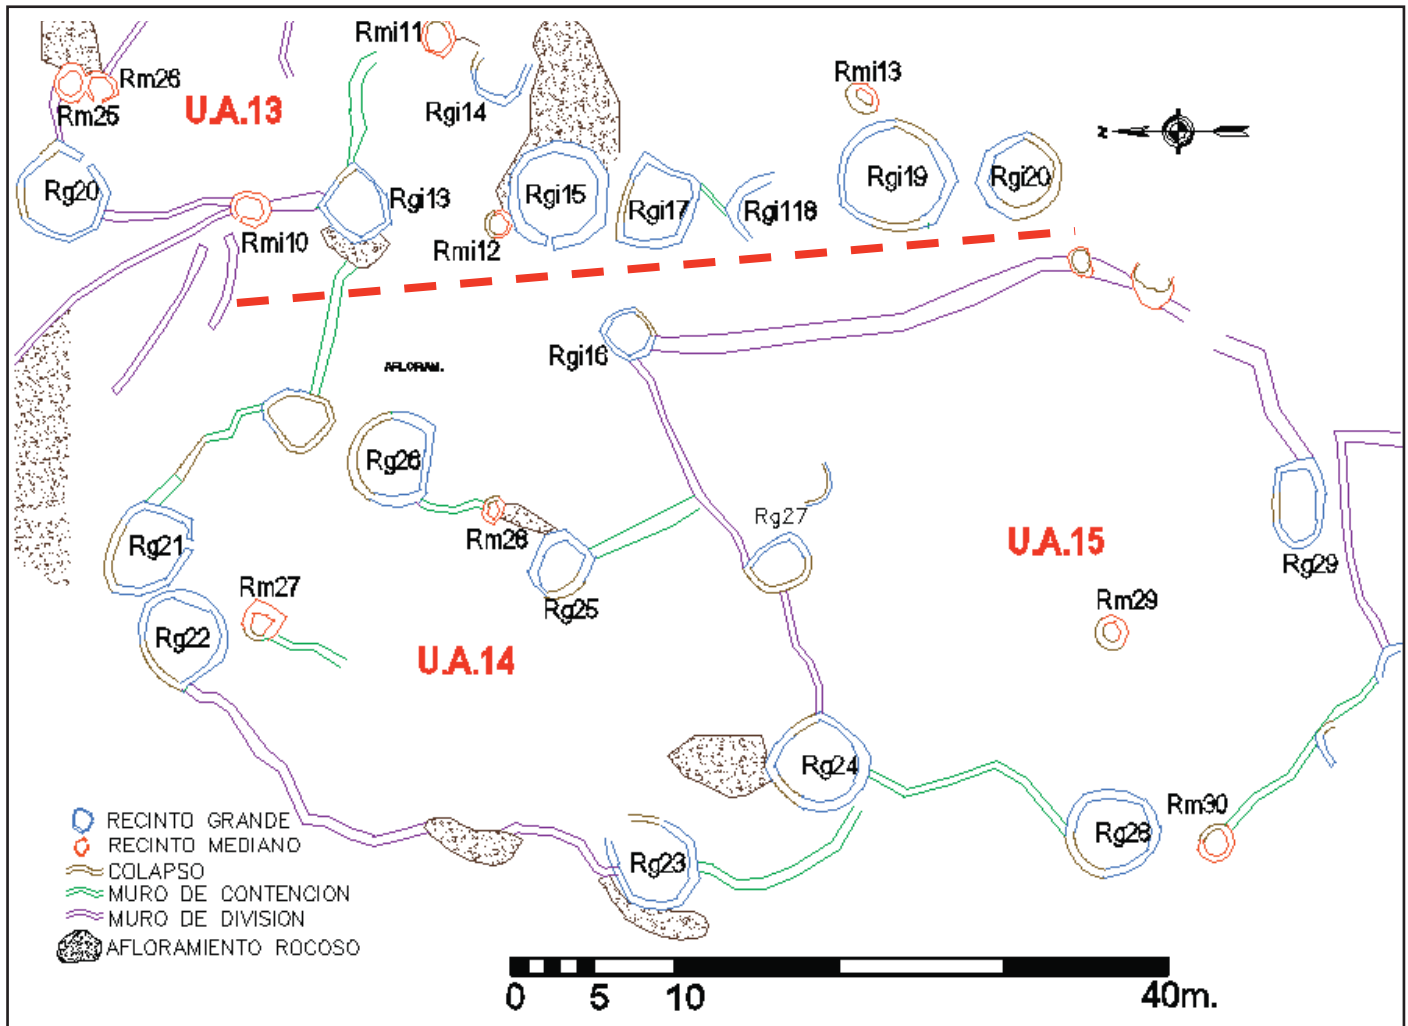 Rmi11
Rm26
Rm25
U.A.13
Rgi14
Rmi13
N
Rg20
Rgi13
Rgi15
Rgi17
Rgi118
Rgi19
Rgi20
Rmi10
Rmi12
Rgi16
AFLORAM.
Rg26
Rg27
Rg21
Rm28
U.A.15
Rg29
Rm27
Rg25
Rm29
Rg22
U.A.14
Rg24
Rm30
Rg28
Rg23
RECINTO GRANDE
RECINTO MEDIANO
COLAPSO
MURO DE CONTENCION
MURO DE DIVISION
AFLORAMIENTO ROCOSO
0 5 10 40m.